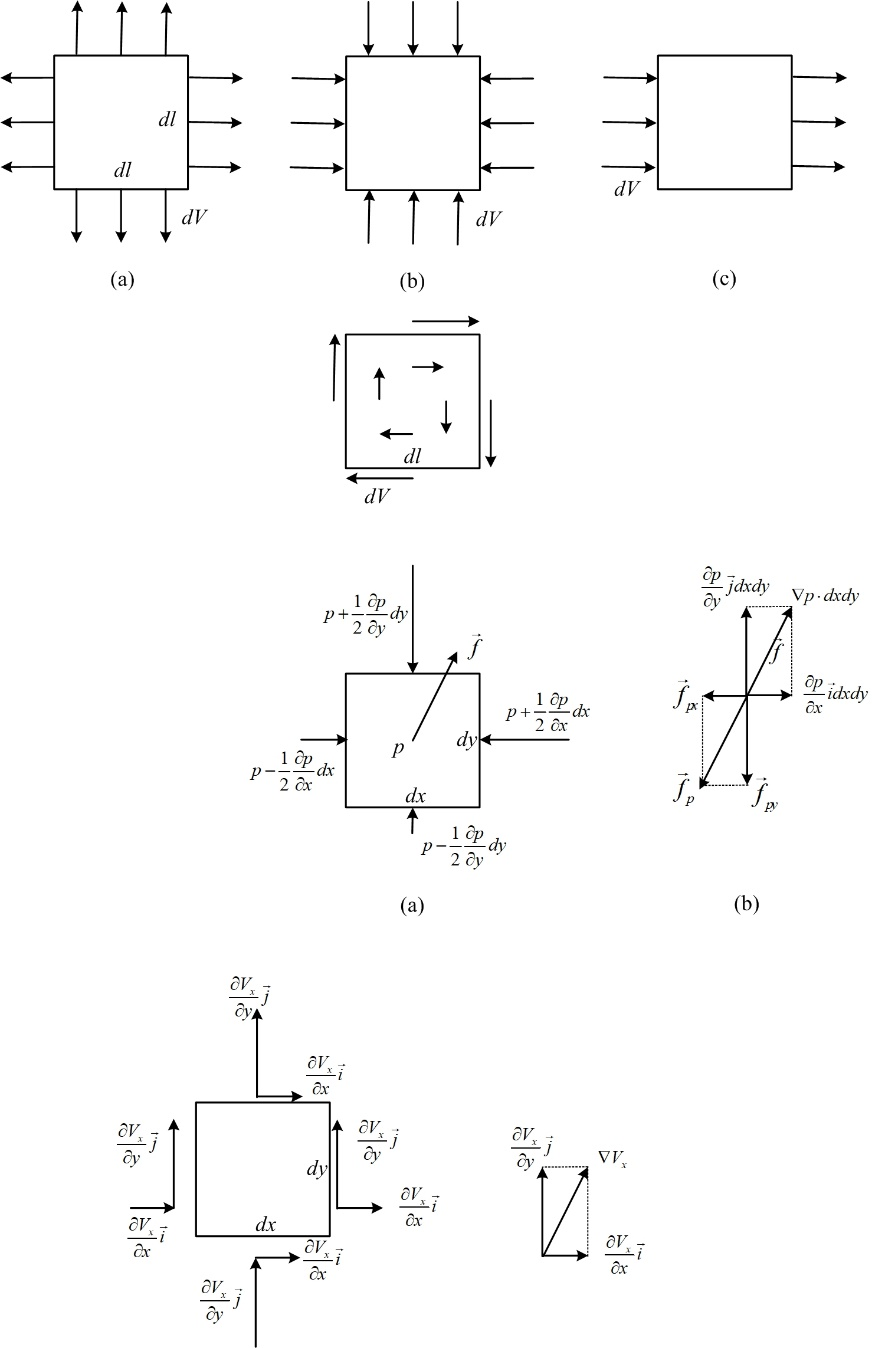 dl
dl
dV
(a)
dV
(b)
dV
(c)
dl
dV
p + 1/2 ∂p/∂y dy
f⃗
p + 1/2 ∂p/∂x dx
p
dy
p − 1/2 ∂p/∂x dx
dx
p − 1/2 ∂p/∂y dy
(a)
∂p/∂y j⃗dxdy
∇p · dxdy
f⃗
f⃗px
∂p/∂x i⃗dxdy
f⃗p
f⃗py
(b)
∂Vx/∂y j⃗
∂Vx/∂x i⃗
∂Vx/∂y j⃗
∂Vx/∂y j⃗
dy
∂Vx/∂x i⃗
∂Vx/∂x i⃗
dx
∂Vx/∂x i⃗
∂Vx/∂y j⃗
∂Vx/∂y j⃗
∇Vx
∂Vx/∂x i⃗